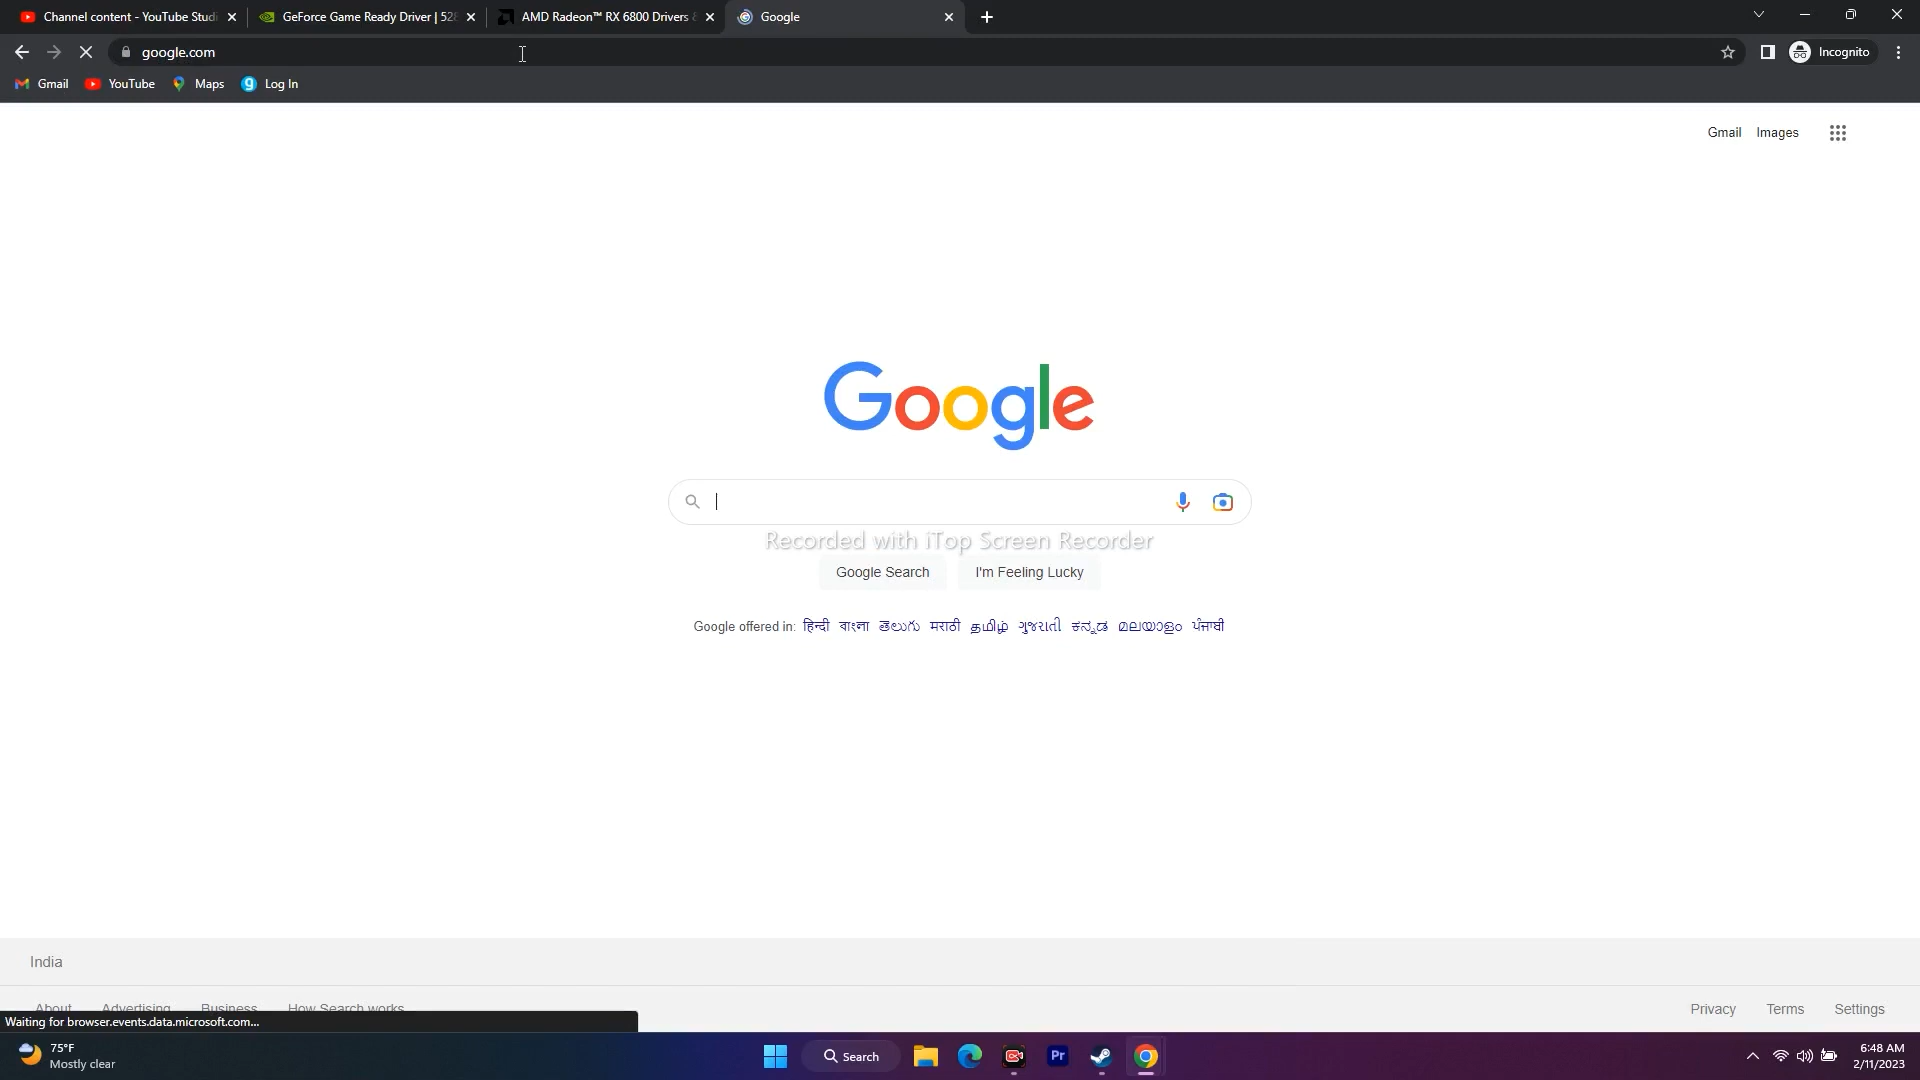 Channel content - YouTube Studi
GeForce Game Ready Driver | 528
AMD Radeon™ RX 6800 Drivers &
Google
google.com
Incognito
Gmail
YouTube
Maps
g
Log In
Gmail
Images
Google
Recorded with iTop Screen Recorder
Google Search
I'm Feeling Lucky
Google offered in: हिन्दी বাংলা తెలుగు मराठी தமிழ் ગુજરાતી ಕನ್ನಡ മലയാളം ਪੰਜਾਬੀ
India
About
Advertising
Business
How Search works
Privacy
Terms
Settings
Waiting for browser.events.data.microsoft.com...
75°F
Mostly clear
Search
Pr
6:48 AM
2/11/2023